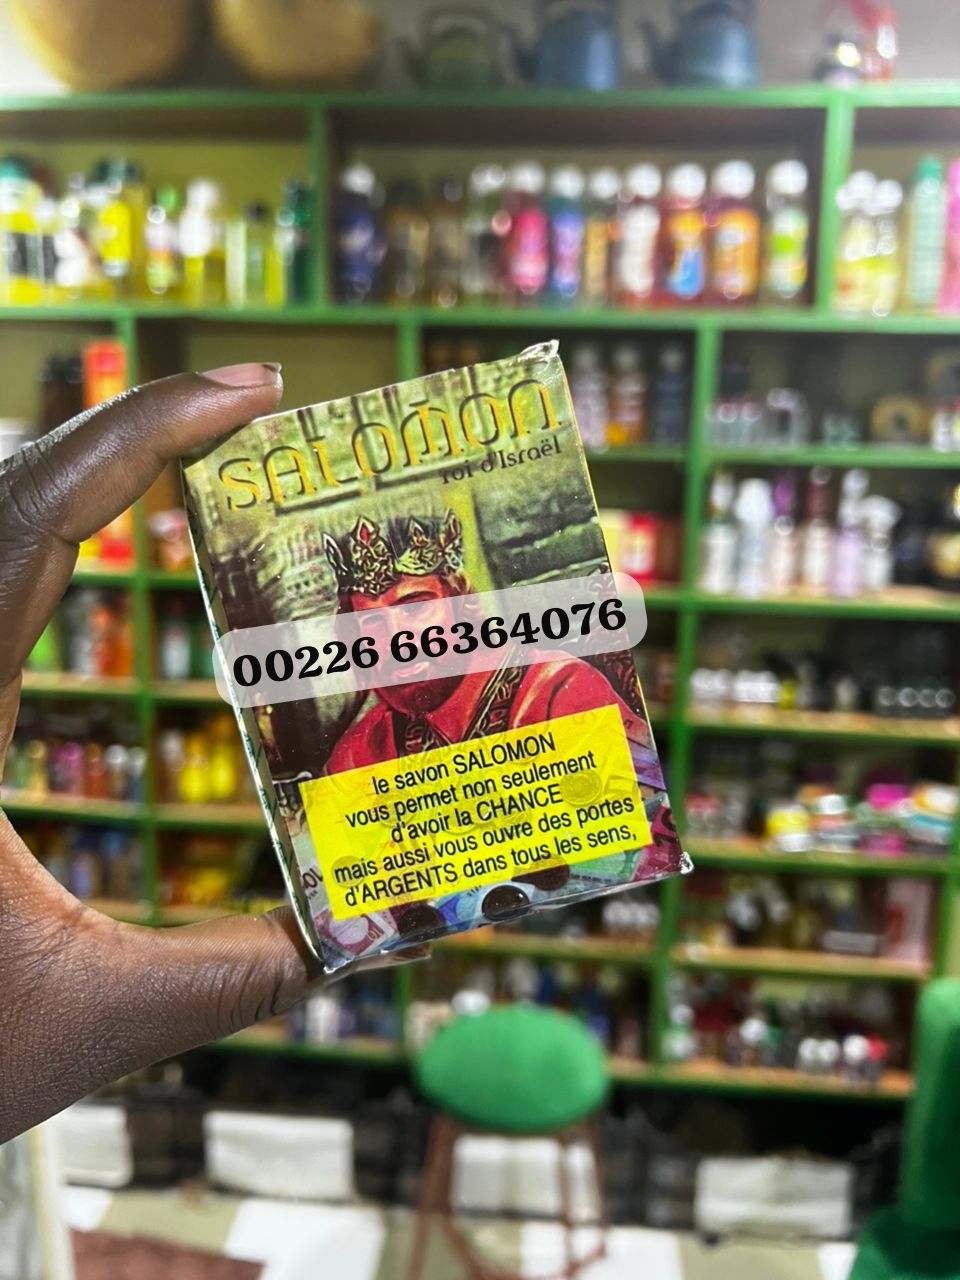 SALOMON
roi d'Israël
00226 66364076
le savon SALOMON
vous permet non seulement
d'avoir la CHANCE
mais aussi vous ouvre des portes
d'ARGENTS dans tous les sens,